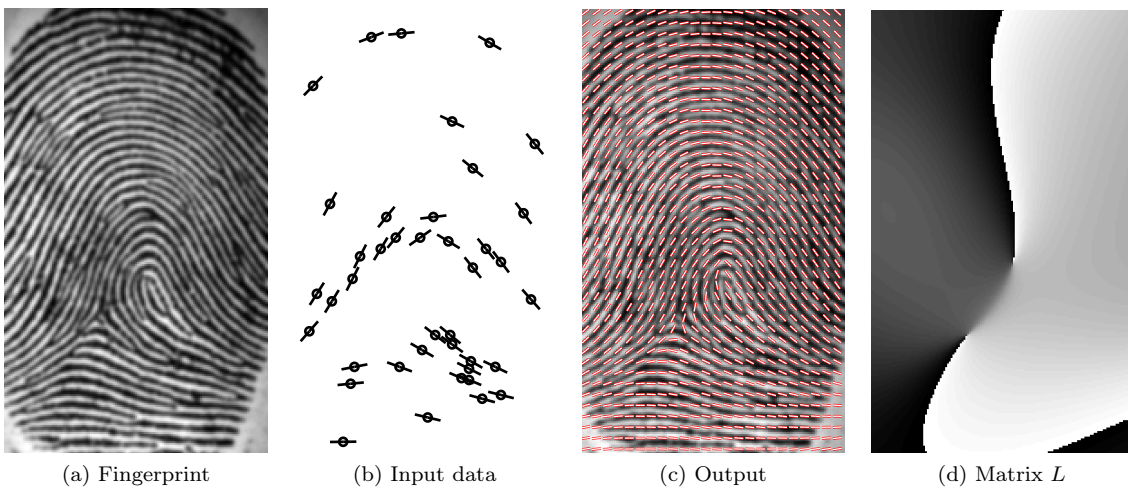 (a) Fingerprint
(b) Input data
(c) Output
(d) Matrix L